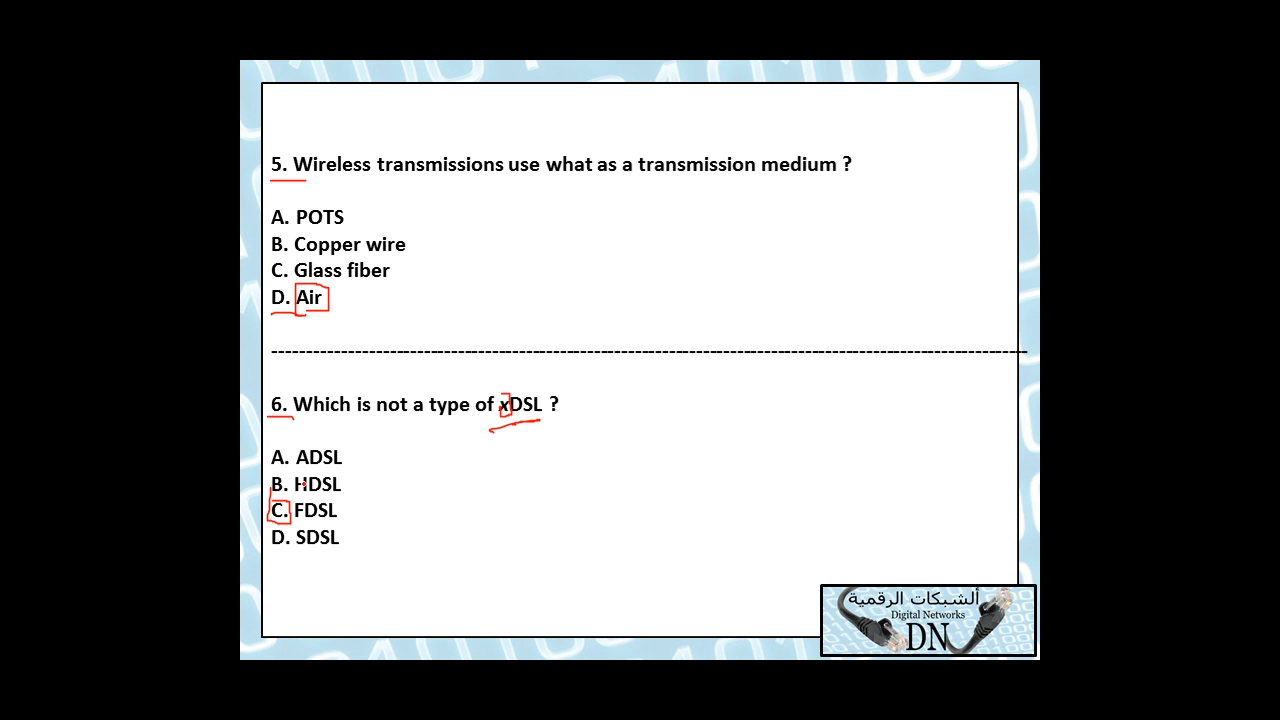 5. Wireless transmissions use what as a transmission medium ?
A. POTS
B. Copper wire
C. Glass fiber
D. Air
--------------------------------------------------------------------------------------------------------------
6. Which is not a type of xDSL ?
A. ADSL
B. HDSL
C. FDSL
D. SDSL
ألشبكات الرقمية
Digital Networks
DN